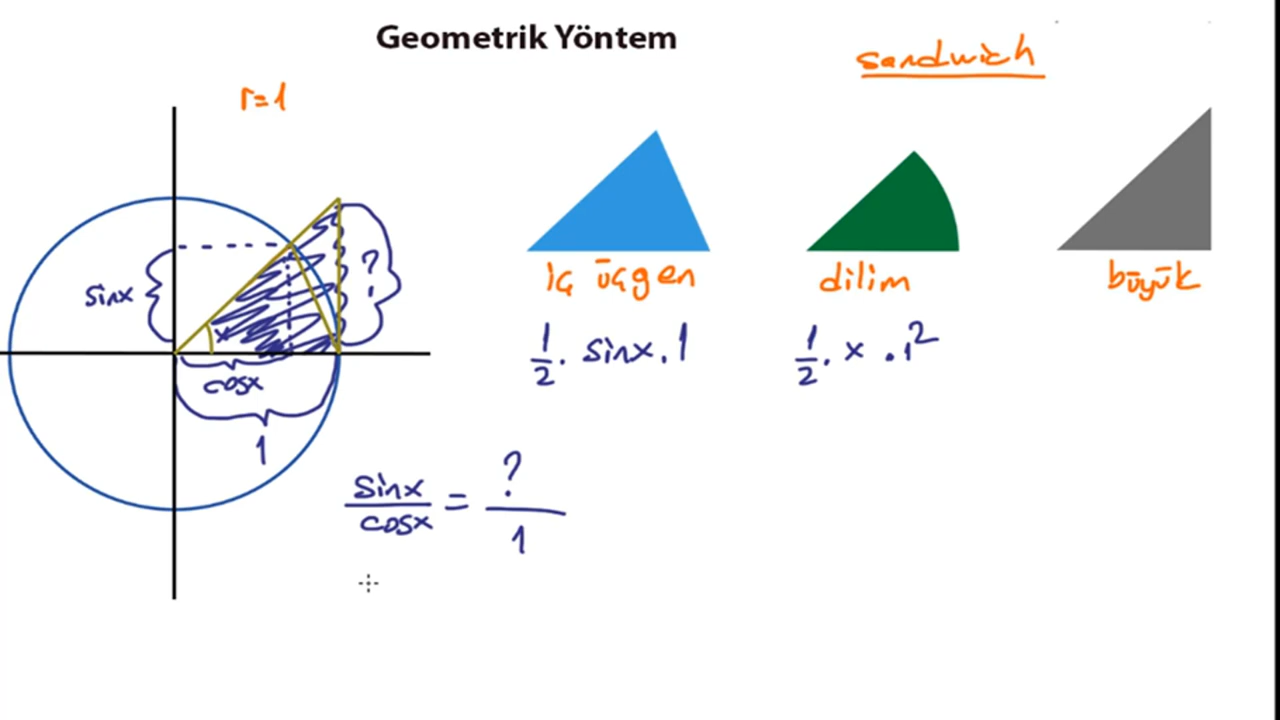 Geometrik Yöntem
sandwich
r=1
sinx
x
?
cosx
1
iç üçgen
dilim
büyük
1/2 . sinx . 1
1/2 . x . 1²
sinx/cosx = ?/1